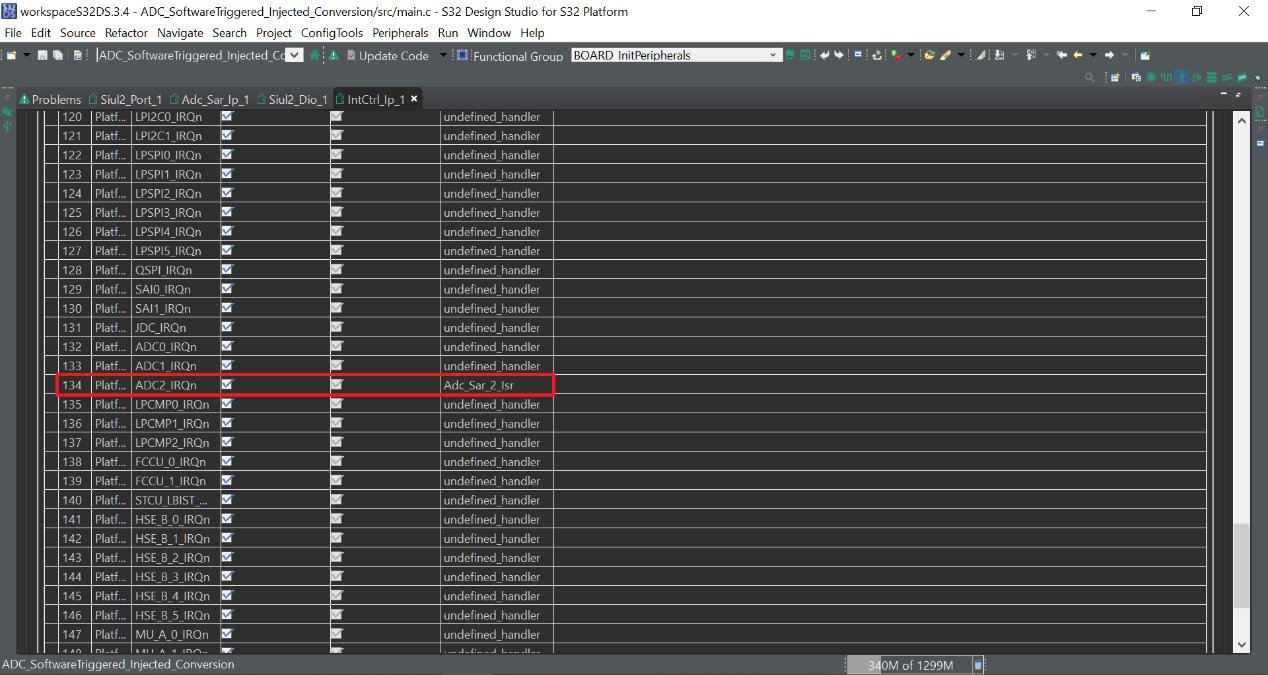 workspaceS32DS.3.4 - ADC_SoftwareTriggered_Injected_Conversion/src/main.c - S32 Design Studio for S32 Platform
File Edit Source Refactor Navigate Search Project ConfigTools Peripherals Run Window Help
ADC_SoftwareTriggered_Injected_Cc Update Code Functional Group BOARD_InitPeripherals
Problems Siul2_Port_1 Adc_Sar_Ip_1 Siul2_Dio_1 IntCtrl_Ip_1
120 Platf... LPI2C0_IRQn undefined_handler
121 Platf... LPI2C1_IRQn undefined_handler
122 Platf... LPSPI0_IRQn undefined_handler
123 Platf... LPSPI1_IRQn undefined_handler
124 Platf... LPSPI2_IRQn undefined_handler
125 Platf... LPSPI3_IRQn undefined_handler
126 Platf... LPSPI4_IRQn undefined_handler
127 Platf... LPSPI5_IRQn undefined_handler
128 Platf... QSPI_IRQn undefined_handler
129 Platf... SAI0_IRQn undefined_handler
130 Platf... SAI1_IRQn undefined_handler
131 Platf... JDC_IRQn undefined_handler
132 Platf... ADC0_IRQn undefined_handler
133 Platf... ADC1_IRQn undefined_handler
134 Platf... ADC2_IRQn Adc_Sar_2_Isr
135 Platf... LPCMP0_IRQn undefined_handler
136 Platf... LPCMP1_IRQn undefined_handler
137 Platf... LPCMP2_IRQn undefined_handler
138 Platf... FCCU_0_IRQn undefined_handler
139 Platf... FCCU_1_IRQn undefined_handler
140 Platf... STCU_LBIST_... undefined_handler
141 Platf... HSE_B_0_IRQn undefined_handler
142 Platf... HSE_B_1_IRQn undefined_handler
143 Platf... HSE_B_2_IRQn undefined_handler
144 Platf... HSE_B_3_IRQn undefined_handler
145 Platf... HSE_B_4_IRQn undefined_handler
146 Platf... HSE_B_5_IRQn undefined_handler
147 Platf... MU_A_0_IRQn undefined_handler
148 Platf... MU_A_1_IRQn undefined_handler
ADC_SoftwareTriggered_Injected_Conversion 340M of 1299M